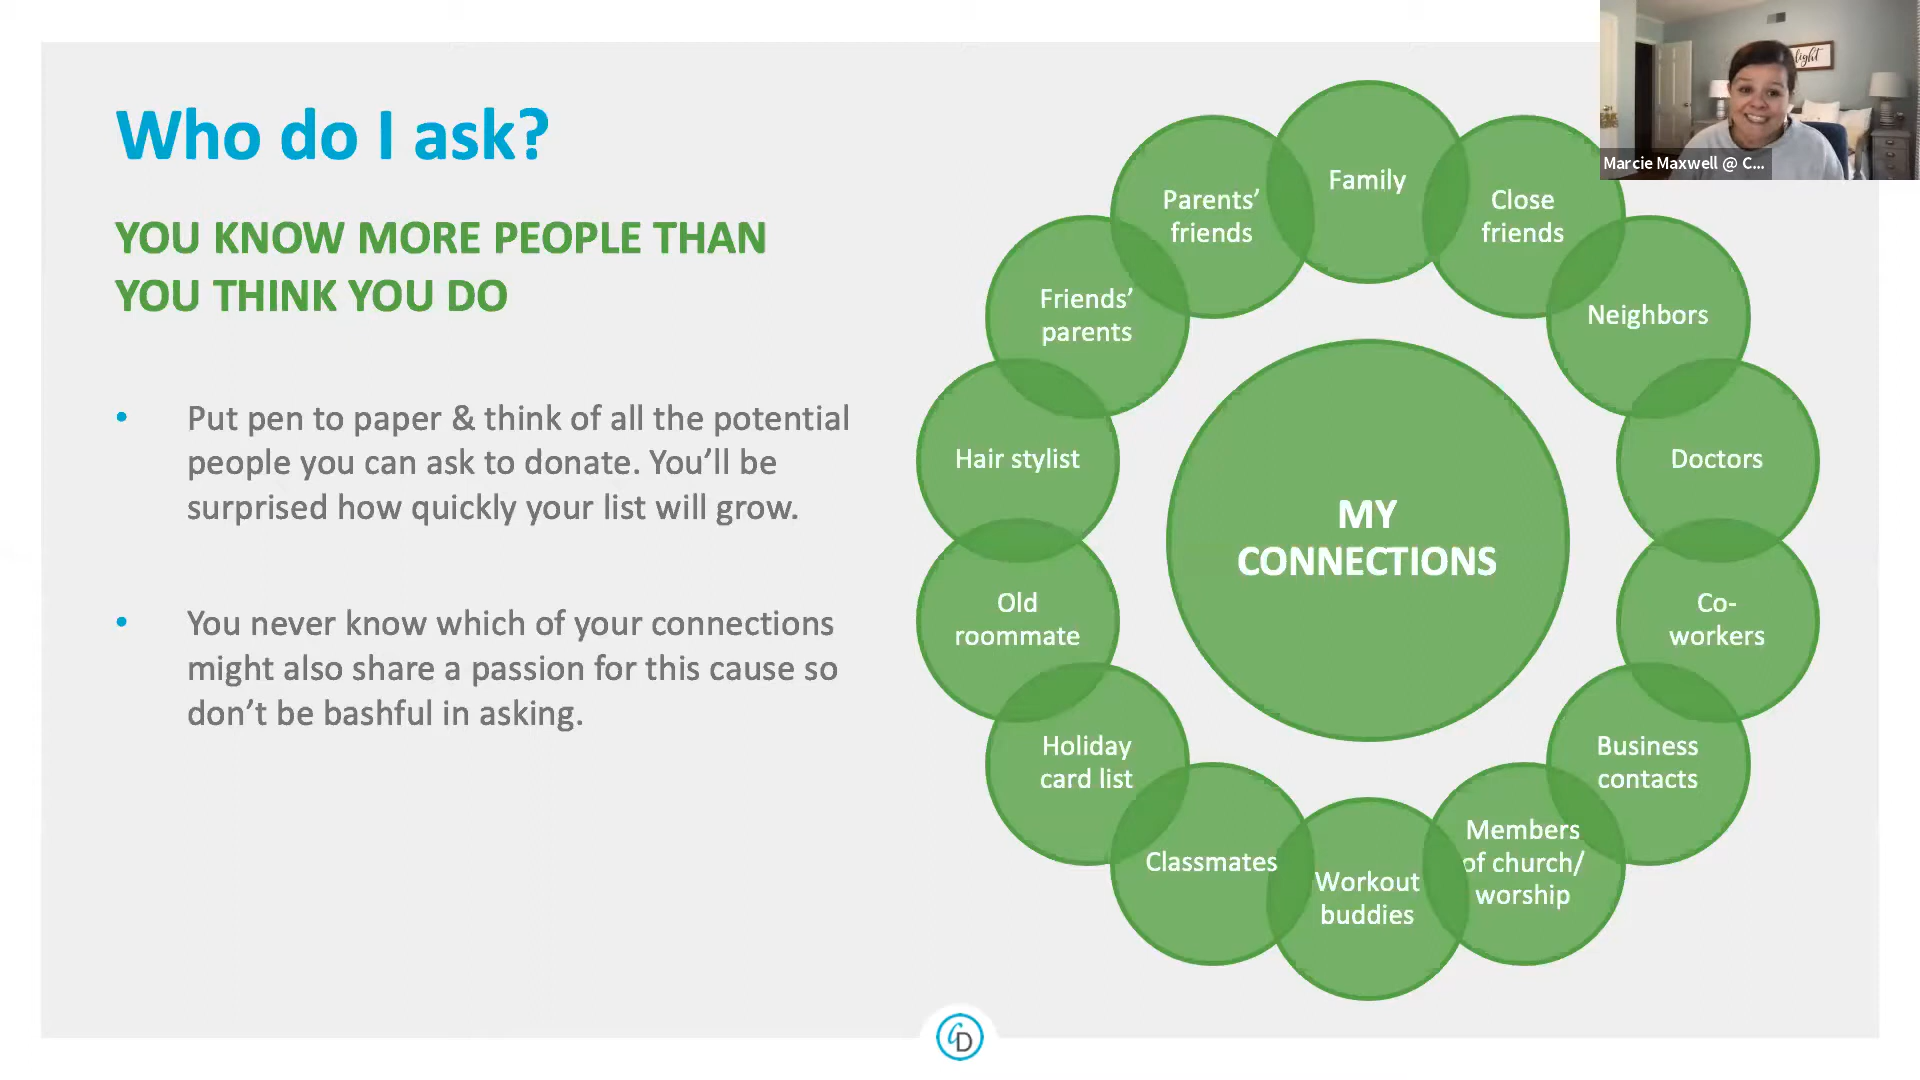 Who do I ask?
YOU KNOW MORE PEOPLE THAN
YOU THINK YOU DO
• Put pen to paper & think of all the potential
people you can ask to donate. You’ll be
surprised how quickly your list will grow.
• You never know which of your connections
might also share a passion for this cause so
don’t be bashful in asking.
MY
CONNECTIONS
Family
Close
friends
Neighbors
Doctors
Co-
workers
Business
contacts
Members
of church/
worship
Workout
buddies
Classmates
Holiday
card list
Old
roommate
Hair stylist
Friends’
parents
Parents’
friends
light
Marcie Maxwell @ C...
CD